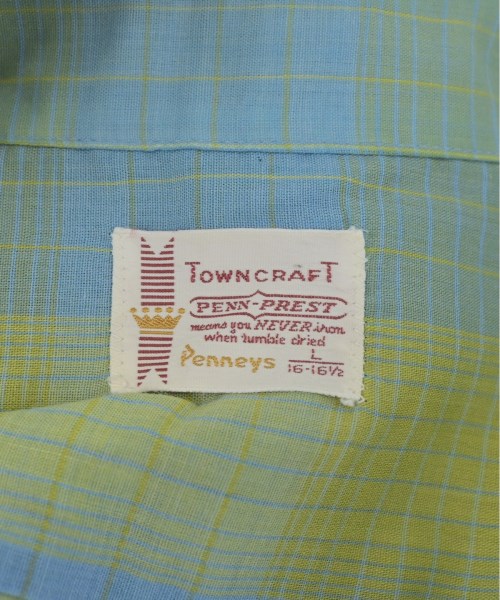 TOWNCRAFT
PENN-PREST
means you NEVER iron
when tumble dried
Penneys
L
16-16½